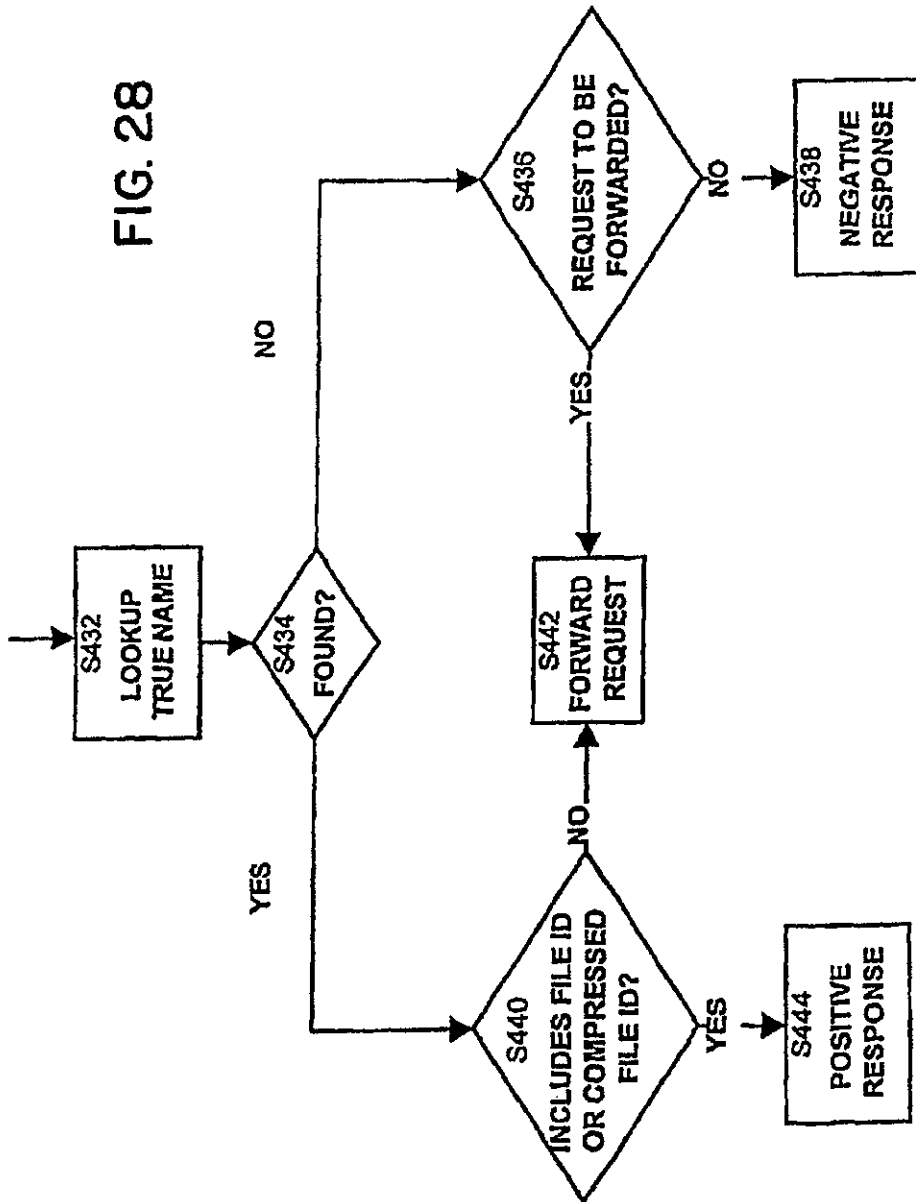 FIG. 28
S432
LOOKUP
TRUE NAME
S434
FOUND?
YES
NO
S440
INCLUDES FILE ID
OR COMPRESSED
FILE ID?
NO
YES
S442
FORWARD
REQUEST
S436
REQUEST TO BE
FORWARDED?
YES
NO
S444
POSITIVE
RESPONSE
S438
NEGATIVE
RESPONSE